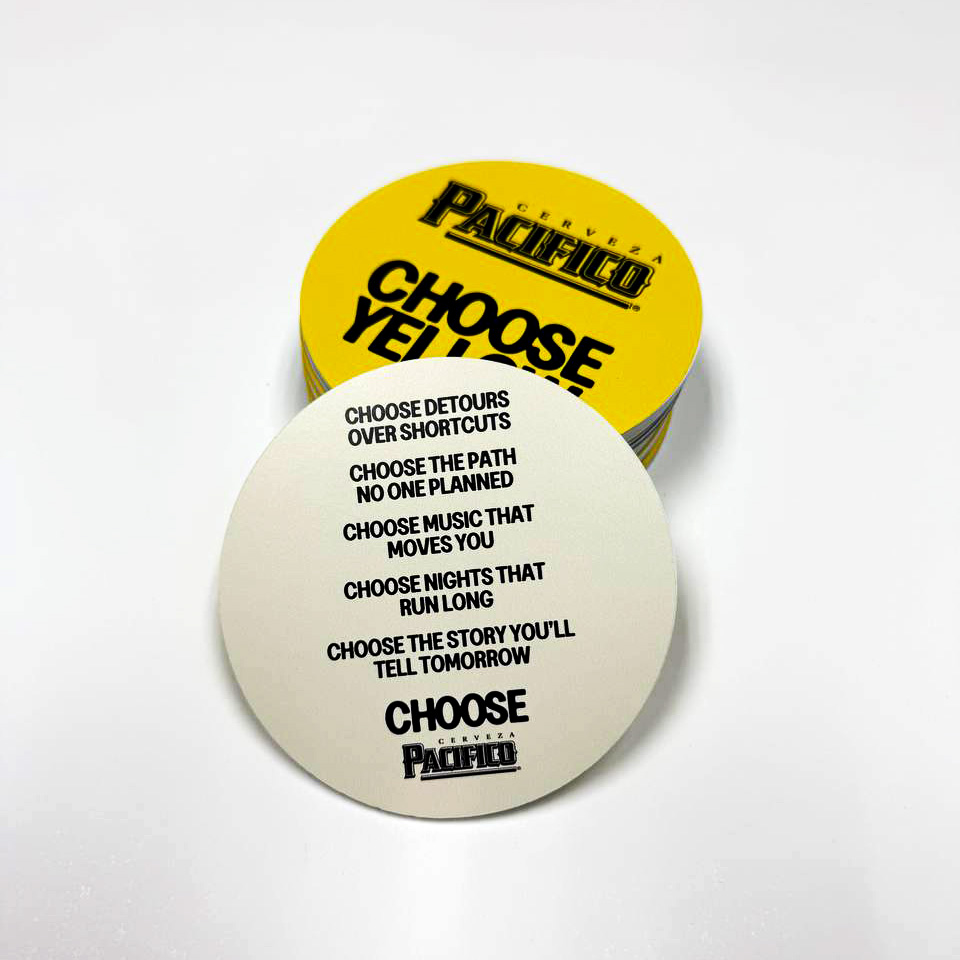 CERVEZA
PACIFICO
CHOOSE
YELLOW
CHOOSE DETOURS
OVER SHORTCUTS
CHOOSE THE PATH
NO ONE PLANNED
CHOOSE MUSIC THAT
MOVES YOU
CHOOSE NIGHTS THAT
RUN LONG
CHOOSE THE STORY YOU'LL
TELL TOMORROW
CHOOSE
CERVEZA
PACIFICO